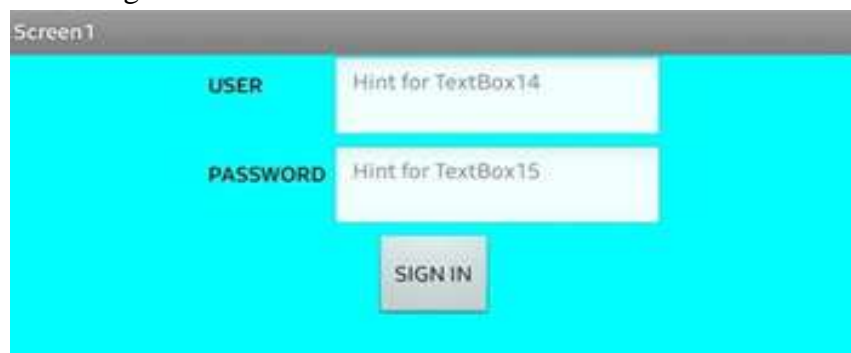 Screen1
USER Hint for TextBox14
PASSWORD Hint for TextBox15
SIGN IN